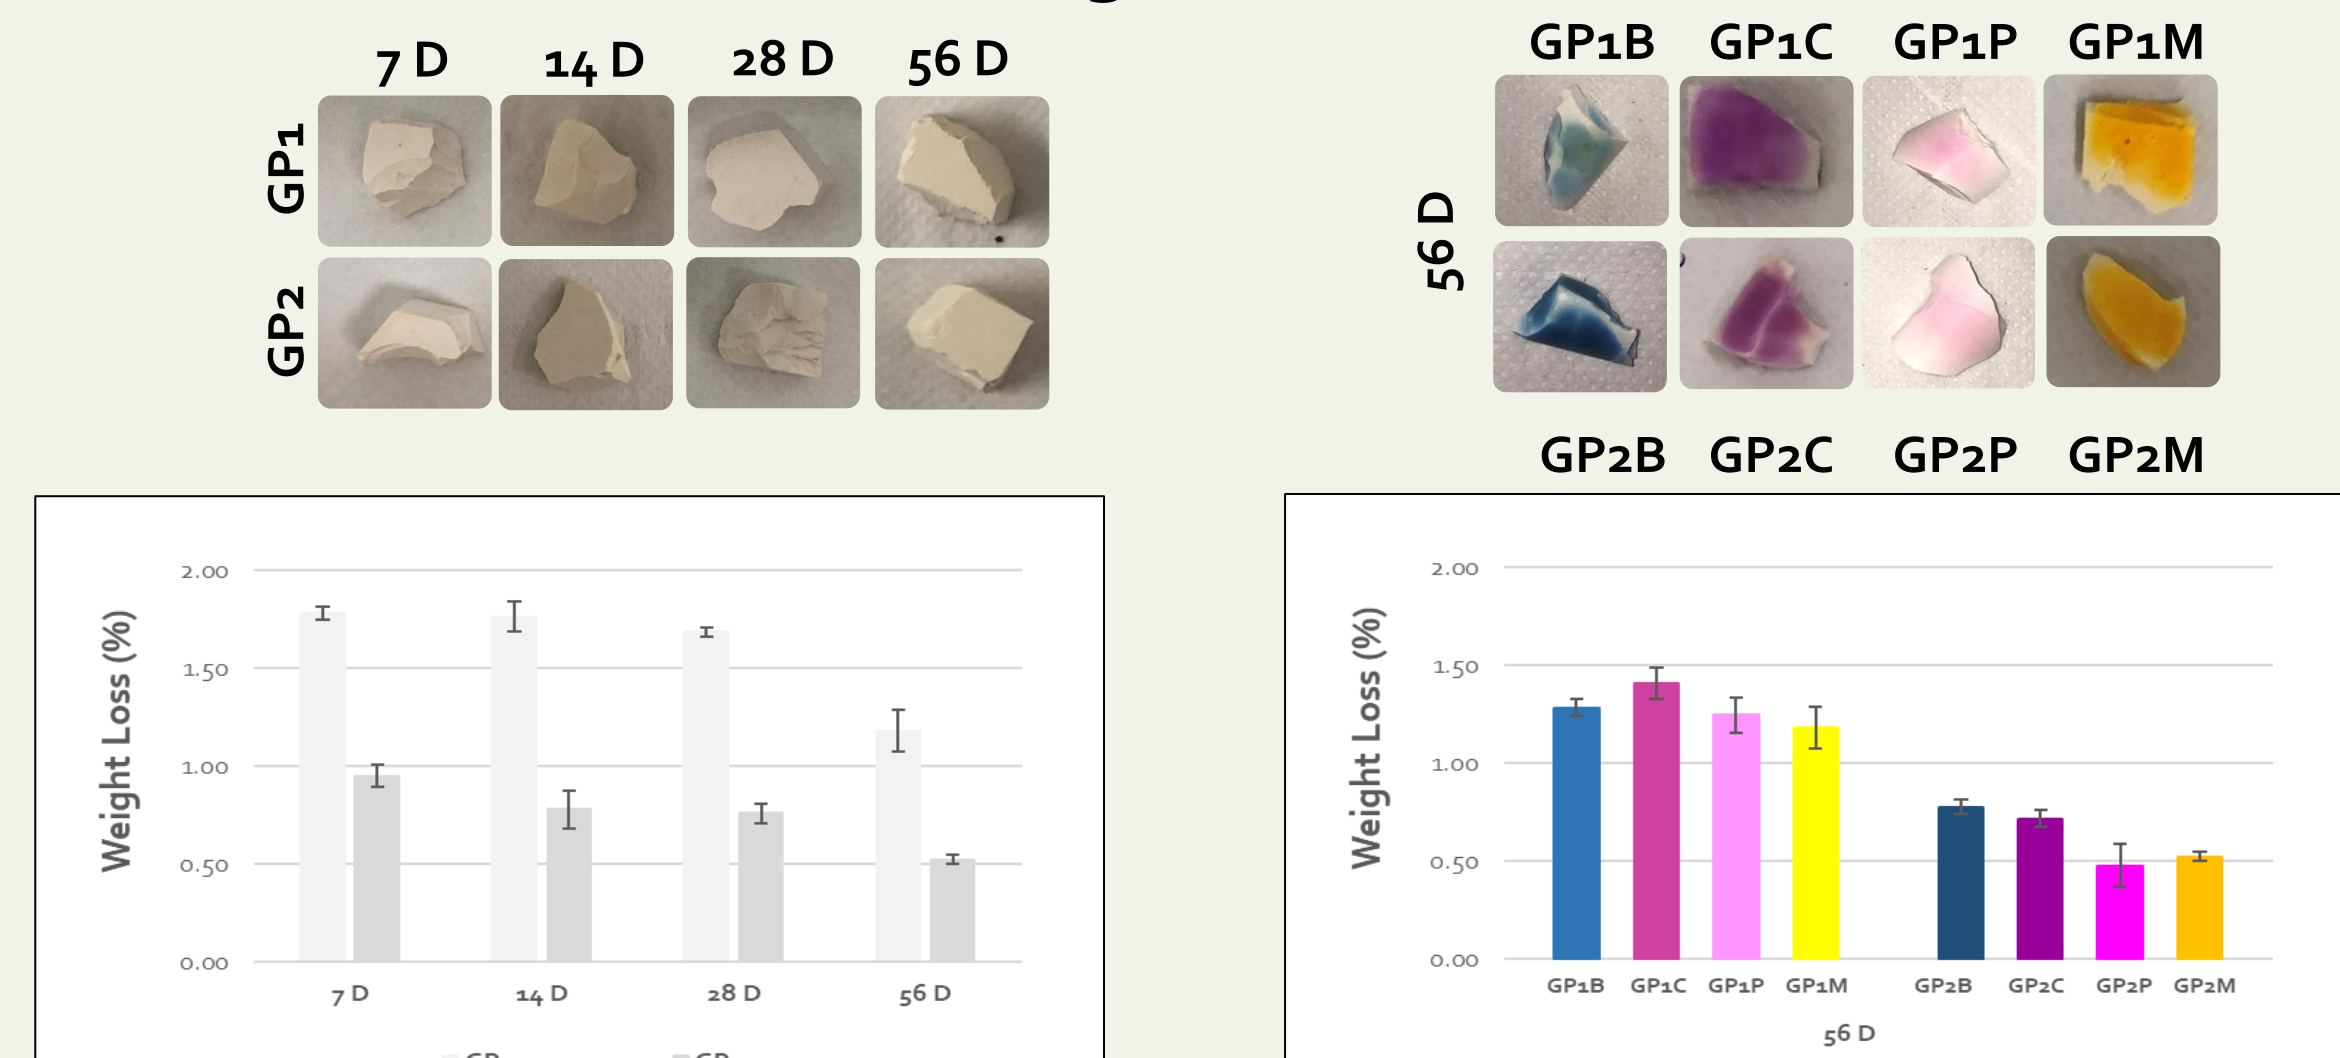 7 D 14 D 28 D 56 D
GP1
GP2
GP1B GP1C GP1P GP1M
56 D
GP2B GP2C GP2P GP2M
Weight Loss (%)
2.00
1.50
1.00
0.50
0.00
7 D 14 D 28 D 56 D
Weight Loss (%)
2.00
1.50
1.00
0.50
0.00
GP1B GP1C GP1P GP1M GP2B GP2C GP2P GP2M
56 D